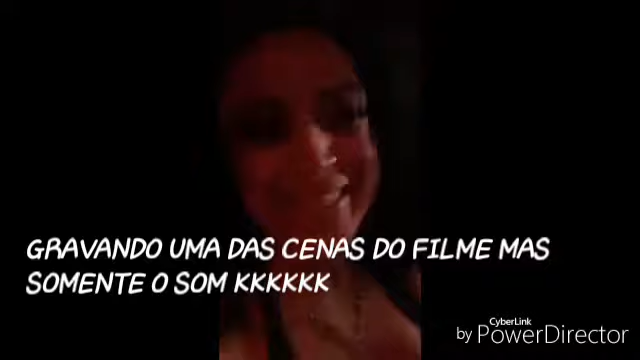 GRAVANDO UMA DAS CENAS DO FILME MAS
SOMENTE O SOM KKKKKK
CyberLink
by PowerDirector